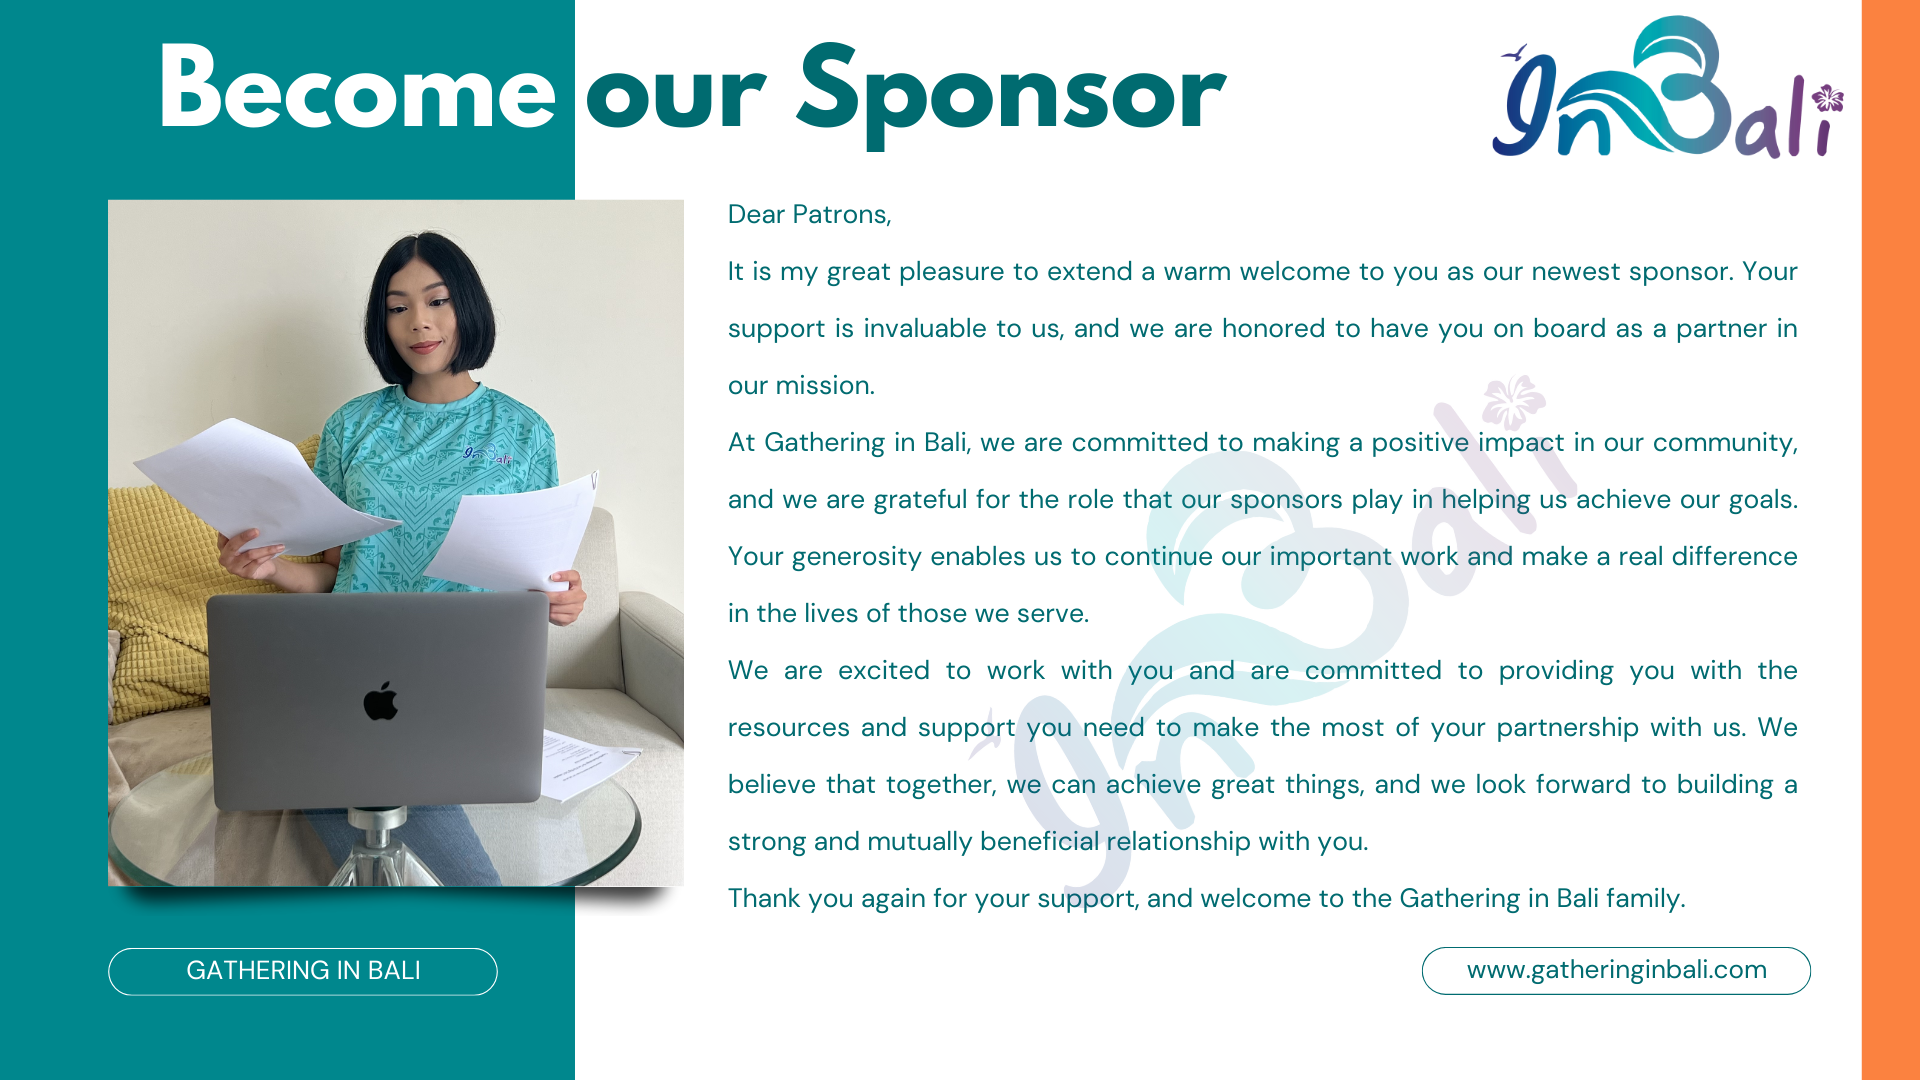 Become our Sponsor
InBali
Dear Patrons,
It is my great pleasure to extend a warm welcome to you as our newest sponsor. Your
support is invaluable to us, and we are honored to have you on board as a partner in
our mission.
At Gathering in Bali, we are committed to making a positive impact in our community,
and we are grateful for the role that our sponsors play in helping us achieve our goals.
Your generosity enables us to continue our important work and make a real difference
in the lives of those we serve.
We are excited to work with you and are committed to providing you with the
resources and support you need to make the most of your partnership with us. We
believe that together, we can achieve great things, and we look forward to building a
strong and mutually beneficial relationship with you.
Thank you again for your support, and welcome to the Gathering in Bali family.
InBali
InBali
GATHERING IN BALI
www.gatheringinbali.com